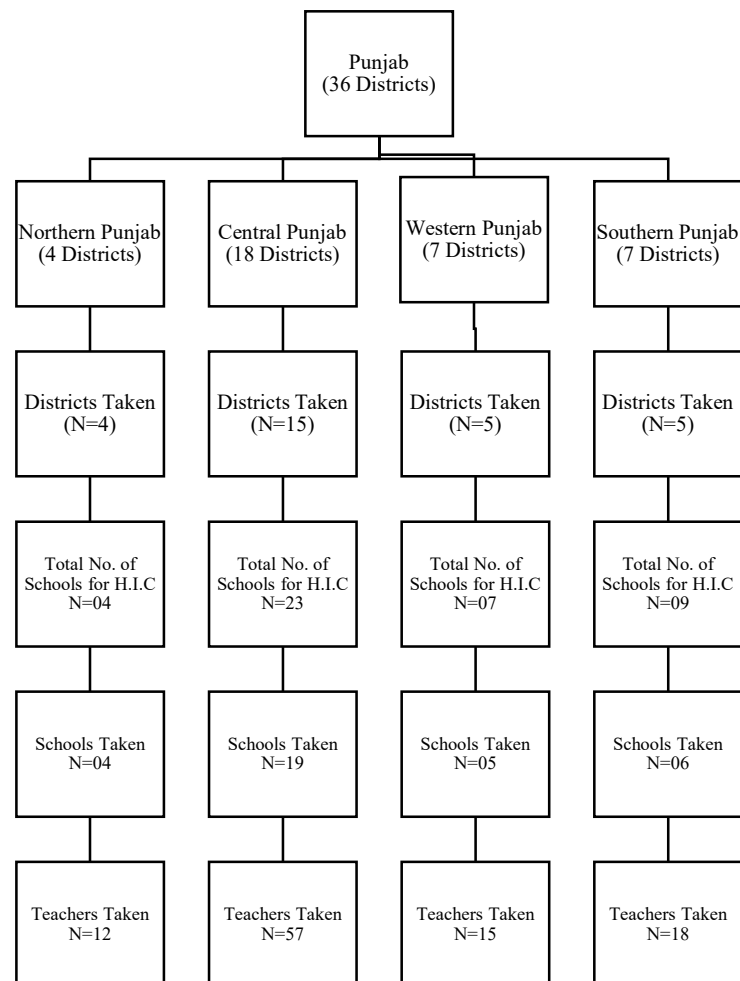 Punjab
(36 Districts)
Northern Punjab
(4 Districts)
Central Punjab
(18 Districts)
Western Punjab
(7 Districts)
Southern Punjab
(7 Districts)
Districts Taken
(N=4)
Districts Taken
(N=15)
Districts Taken
(N=5)
Districts Taken
(N=5)
Total No. of
Schools for H.I.C
N=04
Total No. of
Schools for H.I.C
N=23
Total No. of
Schools for H.I.C
N=07
Total No. of
Schools for H.I.C
N=09
Schools Taken
N=04
Schools Taken
N=19
Schools Taken
N=05
Schools Taken
N=06
Teachers Taken
N=12
Teachers Taken
N=57
Teachers Taken
N=15
Teachers Taken
N=18